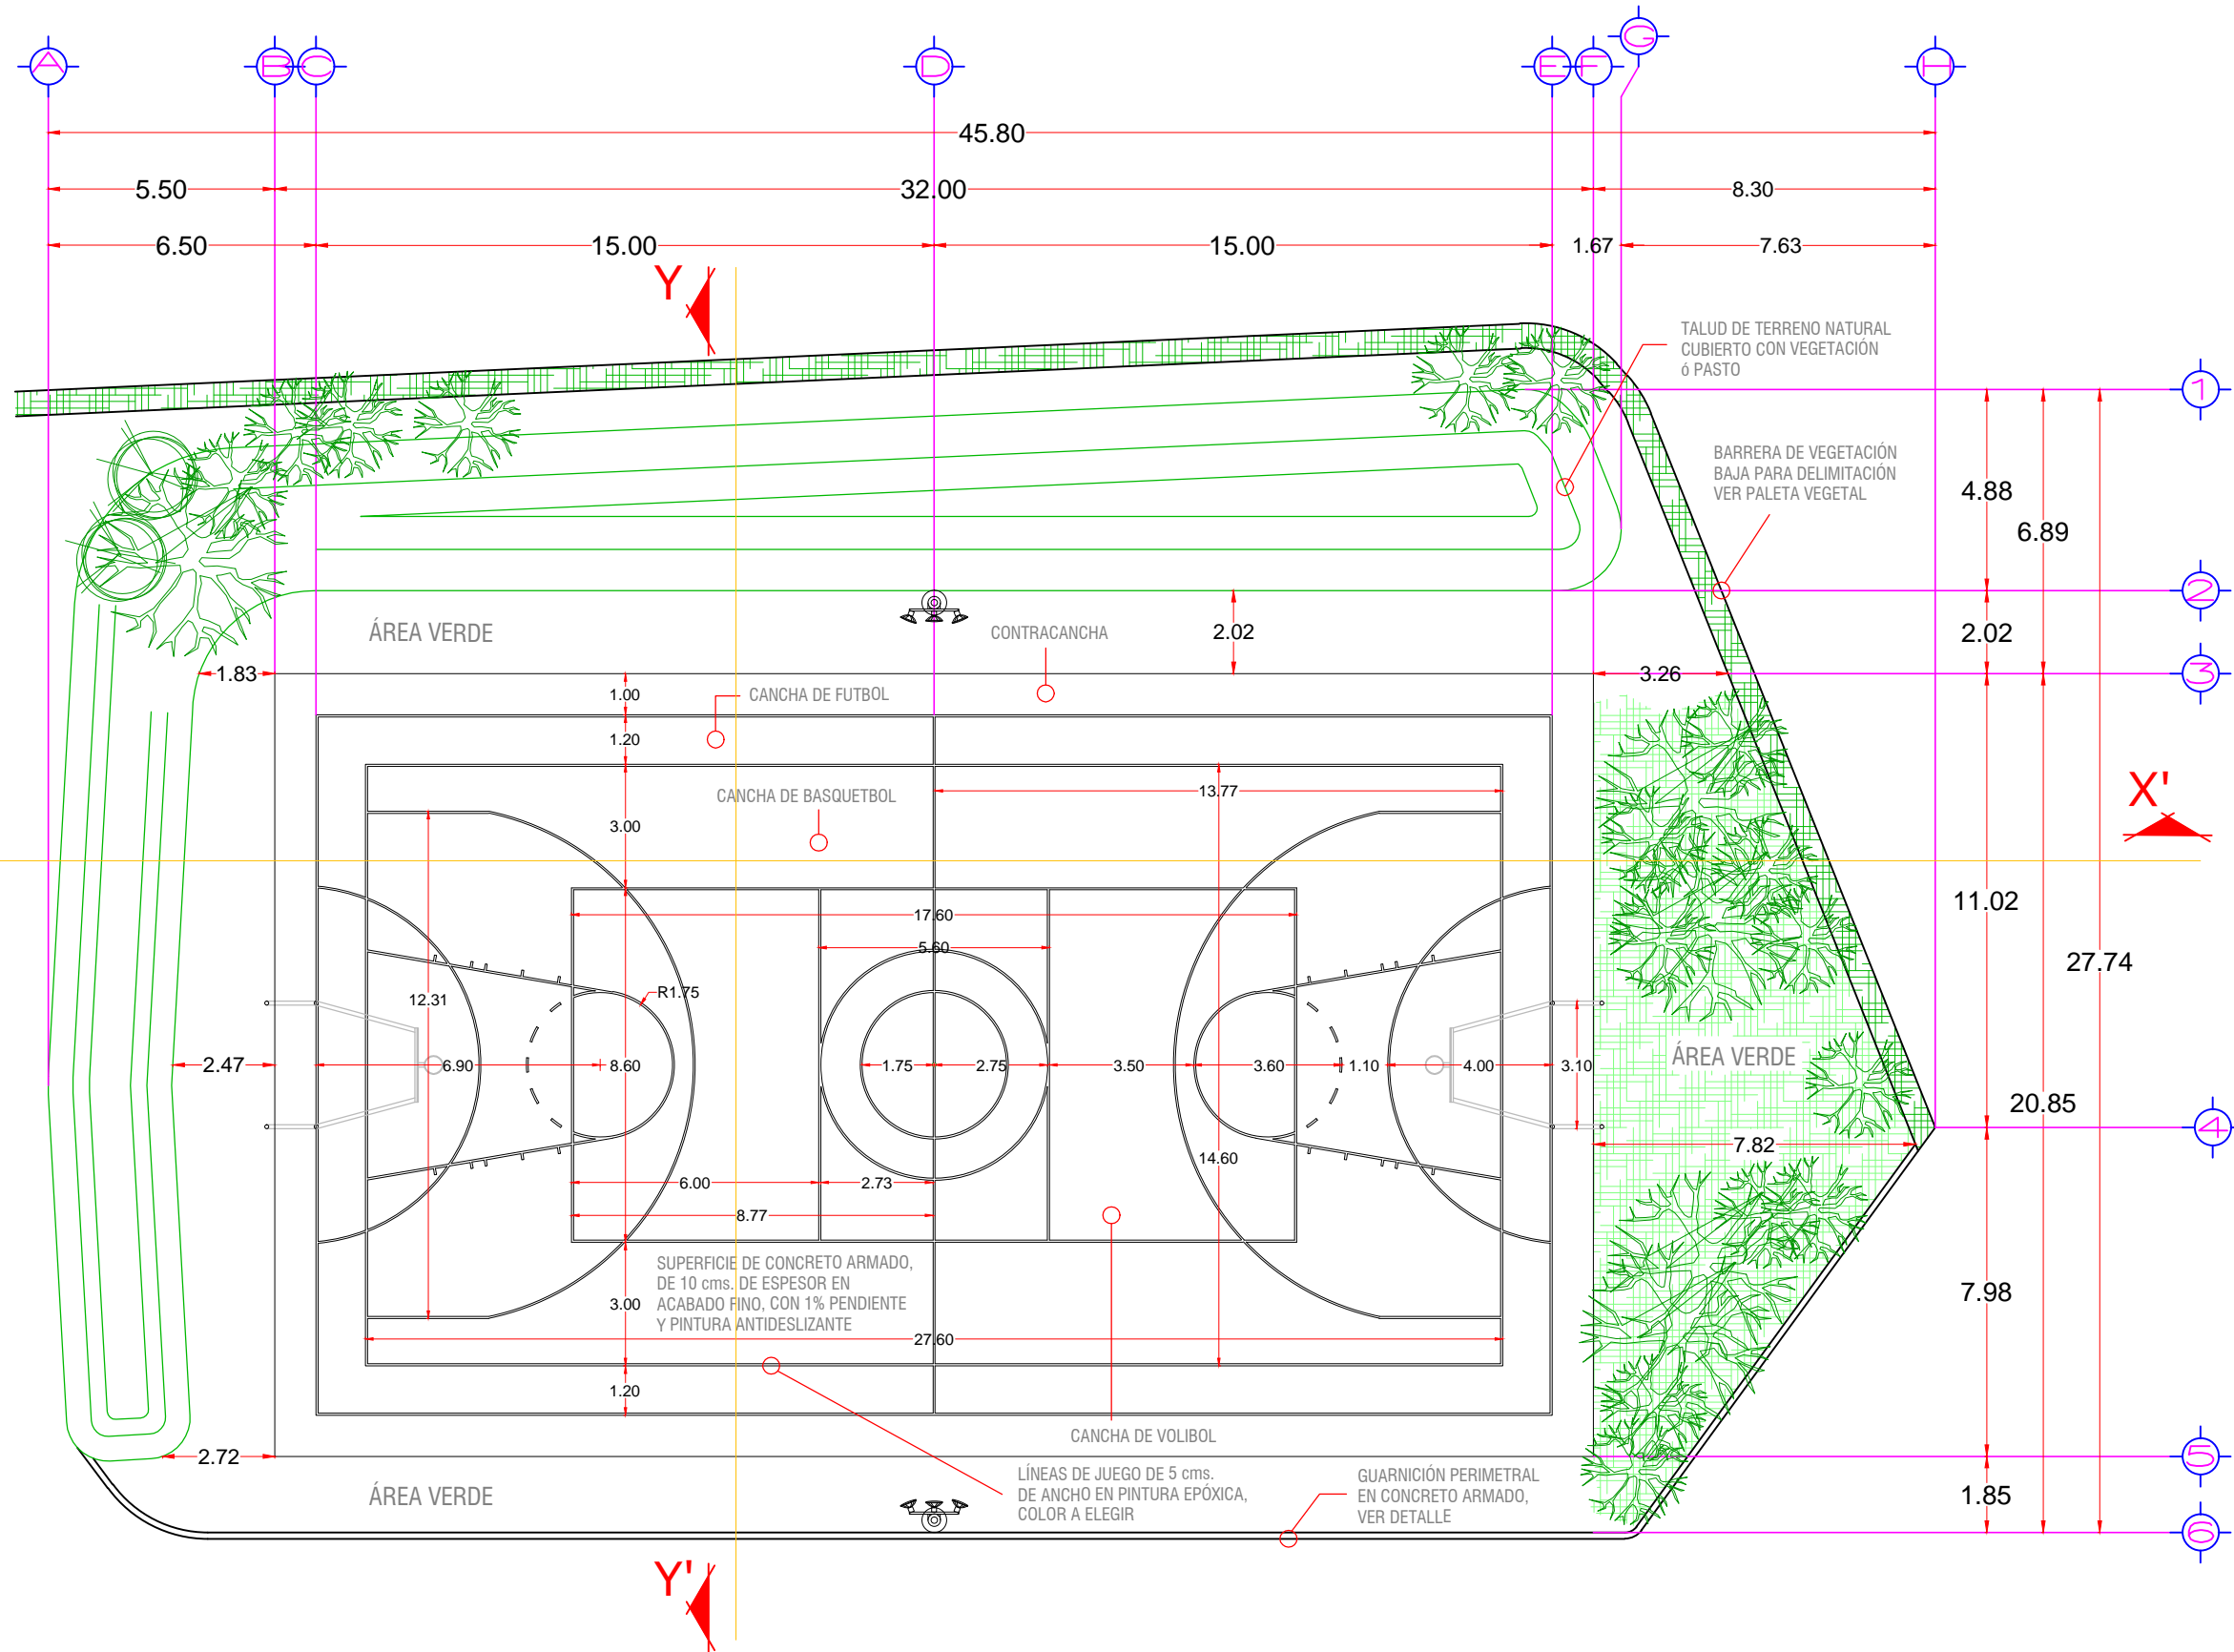 A B C D E F G H
45.80
5.50 32.00 8.30
6.50 15.00 15.00 1.67 7.63
Y
TALUD DE TERRENO NATURAL
CUBIERTO CON VEGETACIÓN
ó PASTO
1
BARRERA DE VEGETACIÓN
BAJA PARA DELIMITACIÓN
VER PALETA VEGETAL
4.88
6.89
2
ÁREA VERDE
CONTRACANCHA
2.02
2.02
1.83
3.26
3
1.00
CANCHA DE FUTBOL
1.20
13.77
CANCHA DE BASQUETBOL
3.00
X'
11.02
17.60
5.60
27.74
12.31
R1.75
2.47
6.90
8.60
1.75
2.75
3.50
3.60
1.10
4.00
3.10
ÁREA VERDE
20.85
4
7.82
14.60
6.00
2.73
8.77
SUPERFICIE DE CONCRETO ARMADO,
DE 10 cms. DE ESPESOR EN
ACABADO FINO, CON 1% PENDIENTE
Y PINTURA ANTIDESLIZANTE
3.00
7.98
27.60
1.20
CANCHA DE VOLIBOL
2.72
5
LÍNEAS DE JUEGO DE 5 cms.
DE ANCHO EN PINTURA EPÓXICA,
COLOR A ELEGIR
GUARNICIÓN PERIMETRAL
EN CONCRETO ARMADO,
VER DETALLE
ÁREA VERDE
1.85
6
Y'